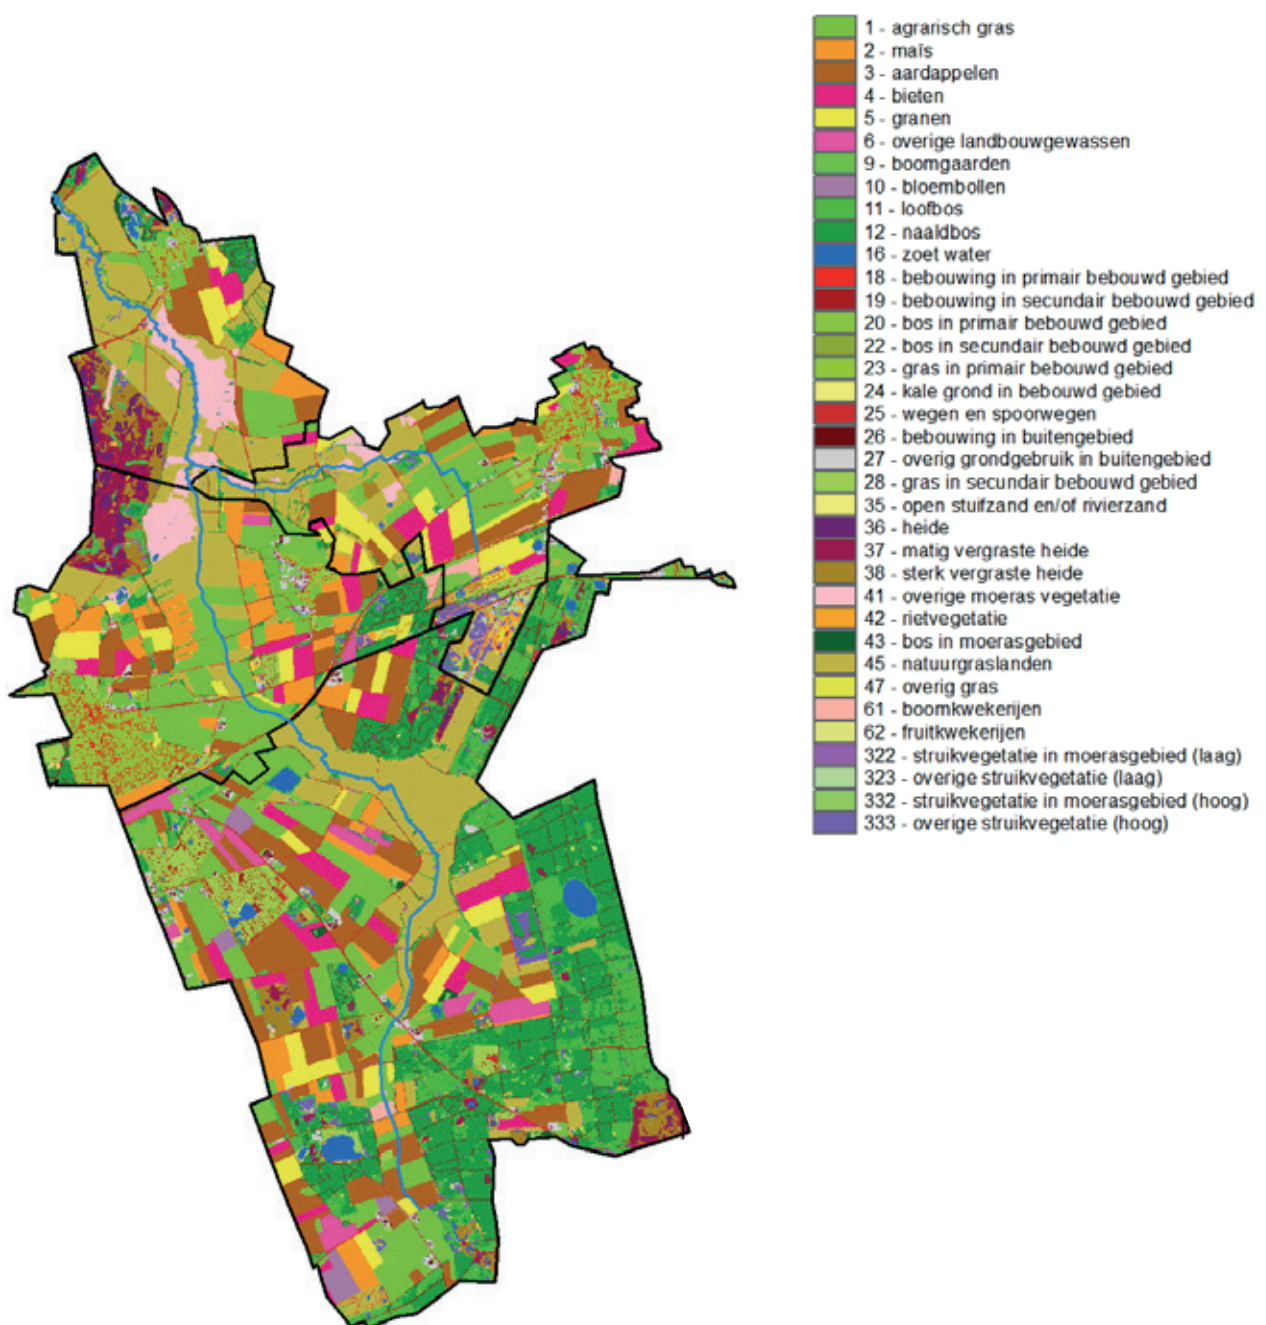 1 - agrarisch gras
2 - maïs
3 - aardappelen
4 - bieten
5 - granen
6 - overige landbouwgewassen
9 - boomgaarden
10 - bloembollen
11 - loofbos
12 - naaldbos
16 - zoet water
18 - bebouwing in primair bebouwd gebied
19 - bebouwing in secundair bebouwd gebied
20 - bos in primair bebouwd gebied
22 - bos in secundair bebouwd gebied
23 - gras in primair bebouwd gebied
24 - kale grond in bebouwd gebied
25 - wegen en spoorwegen
26 - bebouwing in buitengebied
27 - overig grondgebruik in buitengebied
28 - gras in secundair bebouwd gebied
35 - open stuifzand en/of rivierzand
36 - heide
37 - matig vergraste heide
38 - sterk vergraste heide
41 - overige moeras vegetatie
42 - rietvegetatie
43 - bos in moerasgebied
45 - natuurgraslanden
47 - overig gras
61 - boomkwekerijen
62 - fruitkwekerijen
322 - struikvegetatie in moerasgebied (laag)
323 - overige struikvegetatie (laag)
332 - struikvegetatie in moerasgebied (hoog)
333 - overige struikvegetatie (hoog)